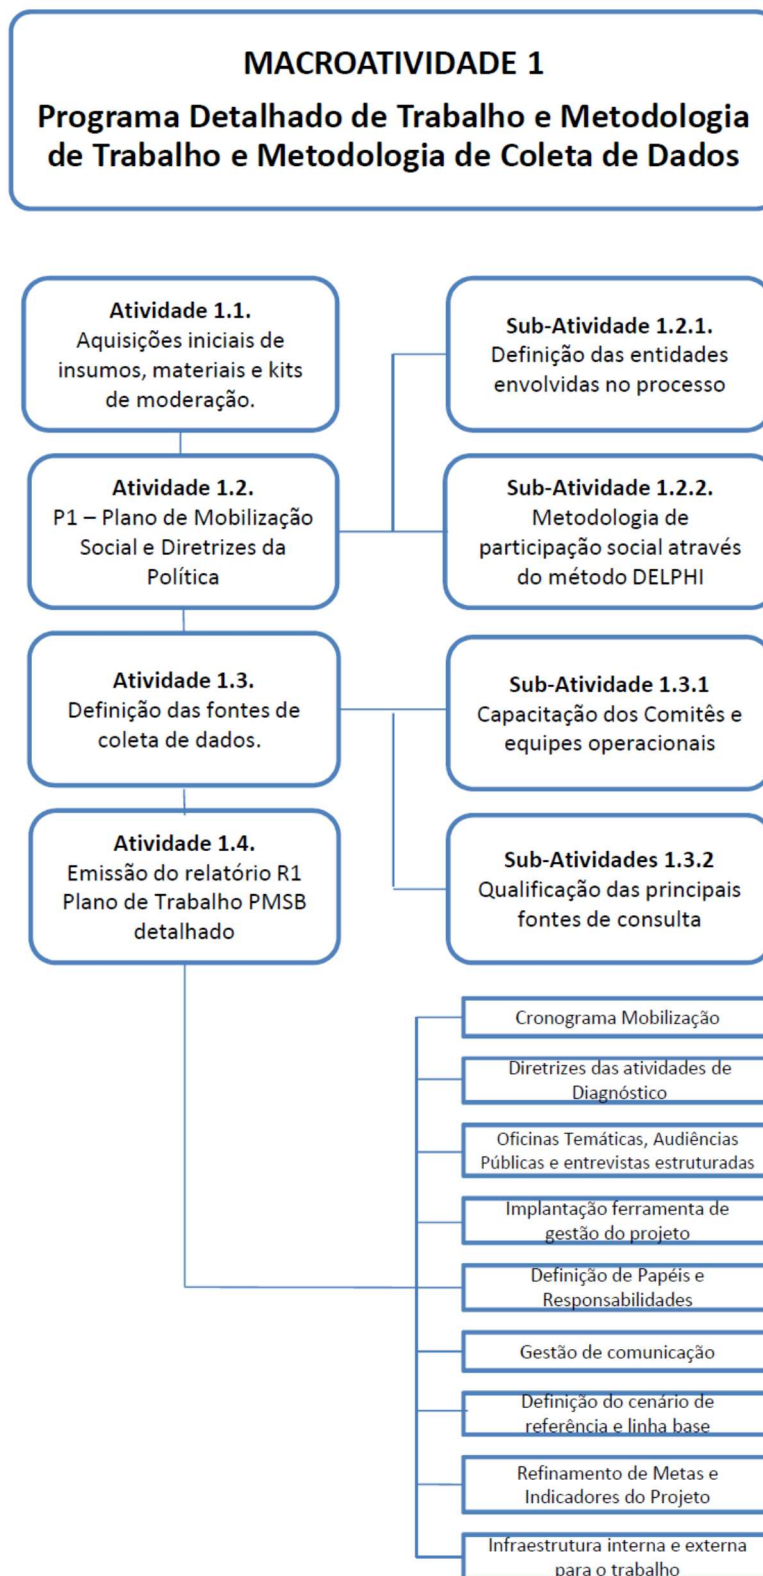 MACROATIVIDADE 1
Programa Detalhado de Trabalho e Metodologia
de Trabalho e Metodologia de Coleta de Dados
Atividade 1.1.
Aquisições iniciais de
insumos, materiais e kits
de moderação.
Sub-Atividade 1.2.1.
Definição das entidades
envolvidas no processo
Atividade 1.2.
P1 – Plano de Mobilização
Social e Diretrizes da
Política
Sub-Atividade 1.2.2.
Metodologia de
participação social através
do método DELPHI
Atividade 1.3.
Definição das fontes de
coleta de dados.
Sub-Atividade 1.3.1
Capacitação dos Comitês e
equipes operacionais
Atividade 1.4.
Emissão do relatório R1
Plano de Trabalho PMSB
detalhado
Sub-Atividades 1.3.2
Qualificação das principais
fontes de consulta
Cronograma Mobilização
Diretrizes das atividades de
Diagnóstico
Oficinas Temáticas, Audiências
Públicas e entrevistas estruturadas
Implantação ferramenta de
gestão do projeto
Definição de Papéis e
Responsabilidades
Gestão de comunicação
Definição do cenário de
referência e linha base
Refinamento de Metas e
Indicadores do Projeto
Infraestrutura interna e externa
para o trabalho